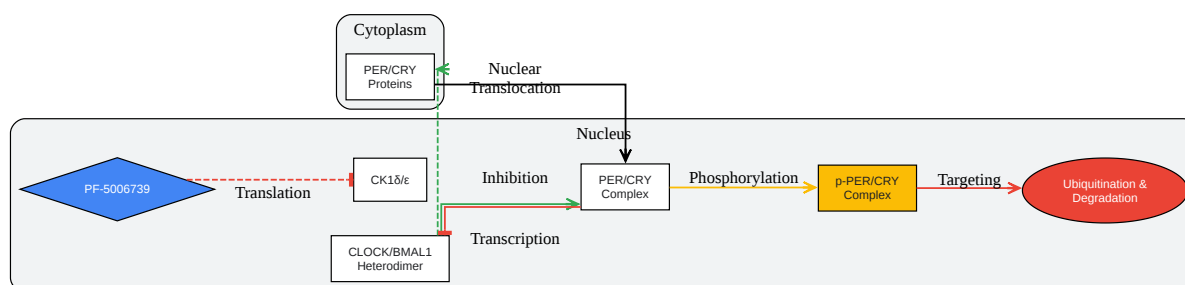 Cytoplasm
PER/CRY
Proteins
Nuclear
Translocation
Nucleus
PF-5006739
Translation
CK1δ/ε
Inhibition
PER/CRY
Complex
Phosphorylation
p-PER/CRY
Complex
Targeting
Ubiquitination &
Degradation
Transcription
CLOCK/BMAL1
Heterodimer